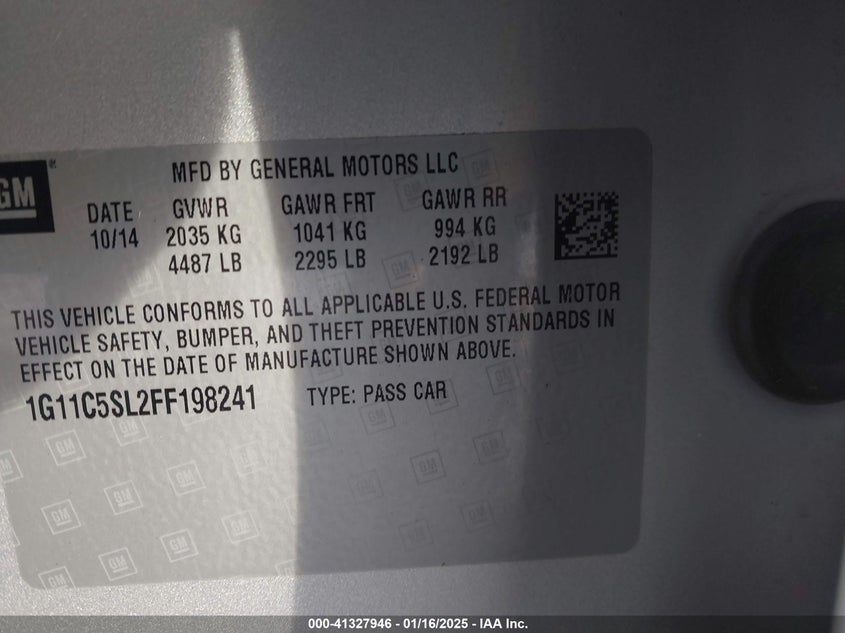 GM
MFD BY GENERAL MOTORS LLC
DATE GVWR GAWR FRT GAWR RR
10/14 2035 KG 1041 KG 994 KG
4487 LB 2295 LB 2192 LB
THIS VEHICLE CONFORMS TO ALL APPLICABLE U.S. FEDERAL MOTOR
VEHICLE SAFETY, BUMPER, AND THEFT PREVENTION STANDARDS IN
EFFECT ON THE DATE OF MANUFACTURE SHOWN ABOVE.
1G11C5SL2FF198241 TYPE: PASS CAR
000-41327946 - 01/16/2025 - IAA Inc.